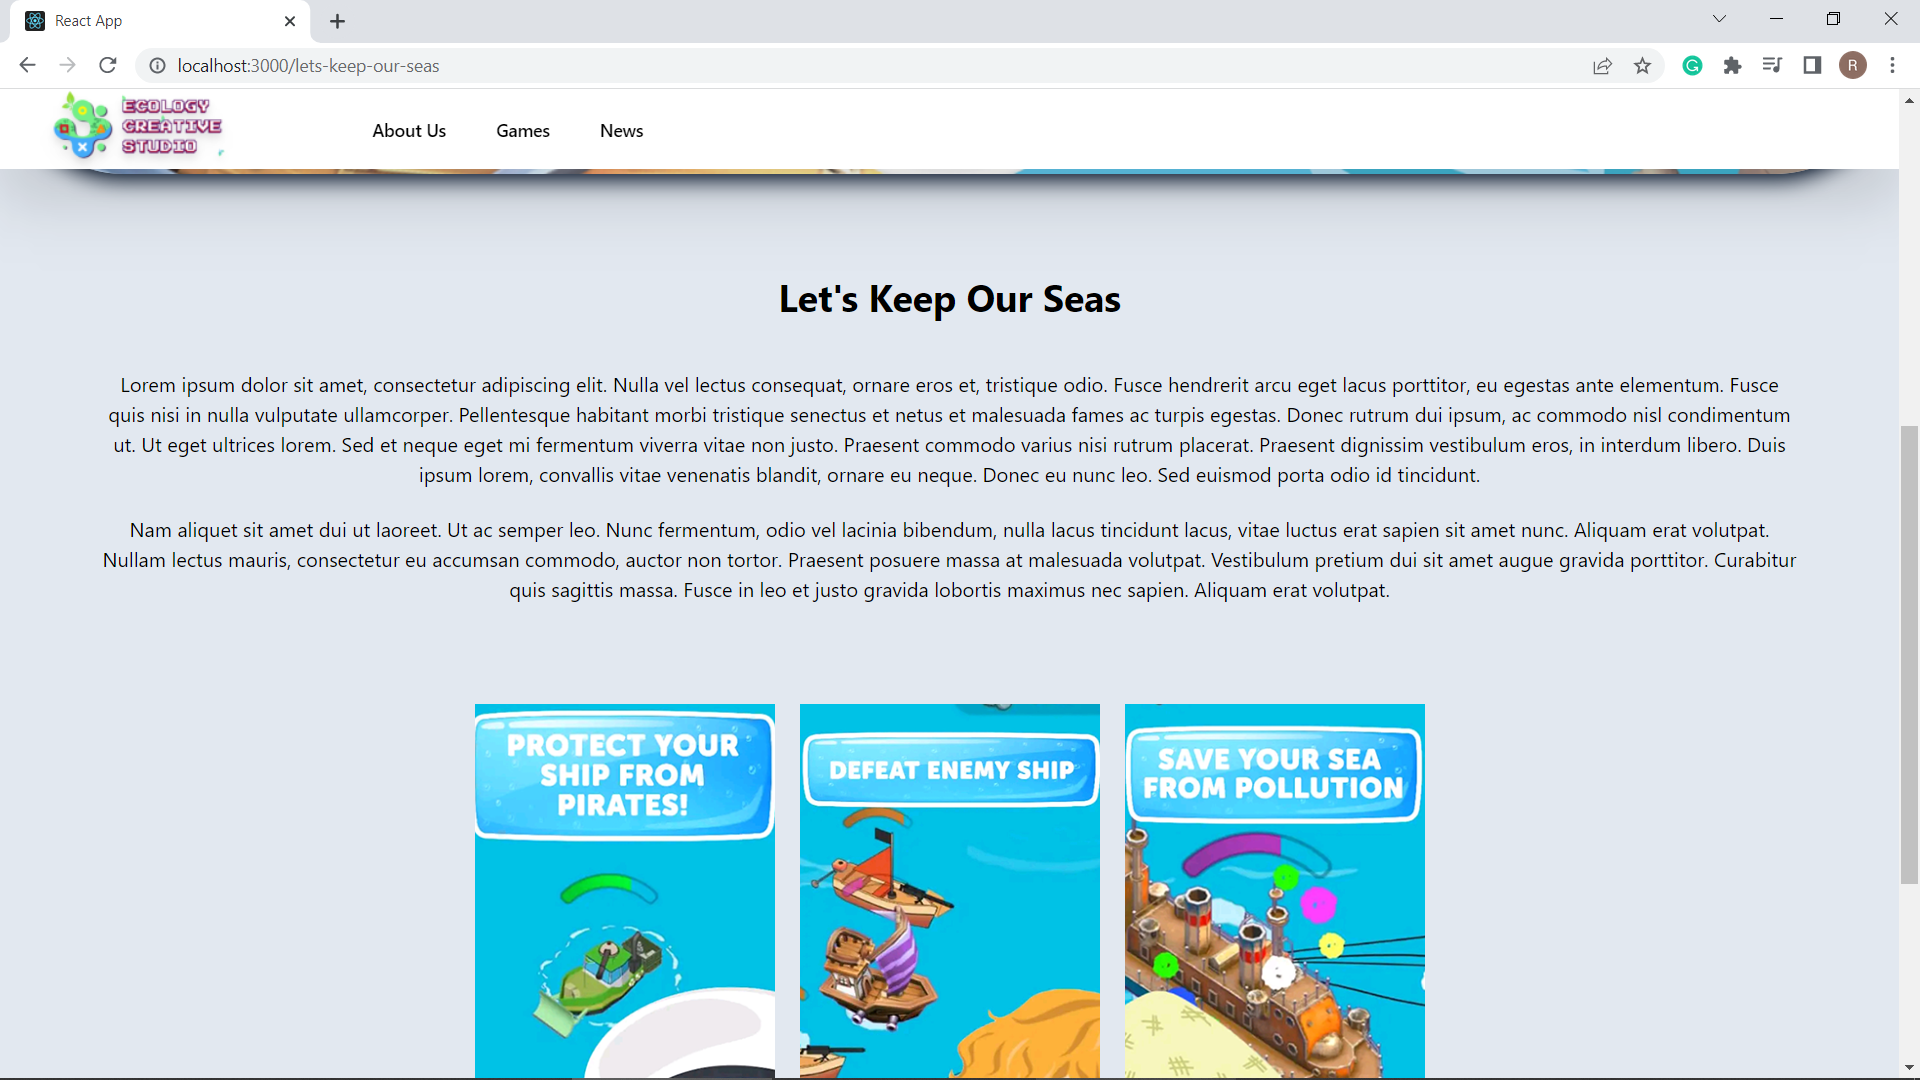 React App
localhost:3000/lets-keep-our-seas
R
ECOLOGY
CREATIVE
STUDIO
About Us
Games
News
Let's Keep Our Seas
Lorem ipsum dolor sit amet, consectetur adipiscing elit. Nulla vel lectus consequat, ornare eros et, tristique odio. Fusce hendrerit arcu eget lacus porttitor, eu egestas ante elementum. Fusce
quis nisi in nulla vulputate ullamcorper. Pellentesque habitant morbi tristique senectus et netus et malesuada fames ac turpis egestas. Donec rutrum dui ipsum, ac commodo nisl condimentum
ut. Ut eget ultrices lorem. Sed et neque eget mi fermentum viverra vitae non justo. Praesent commodo varius nisi rutrum placerat. Praesent dignissim vestibulum eros, in interdum libero. Duis
ipsum lorem, convallis vitae venenatis blandit, ornare eu neque. Donec eu nunc leo. Sed euismod porta odio id tincidunt.
Nam aliquet sit amet dui ut laoreet. Ut ac semper leo. Nunc fermentum, odio vel lacinia bibendum, nulla lacus tincidunt lacus, vitae luctus erat sapien sit amet nunc. Aliquam erat volutpat.
Nullam lectus mauris, consectetur eu accumsan commodo, auctor non tortor. Praesent posuere massa at malesuada volutpat. Vestibulum pretium dui sit amet augue gravida porttitor. Curabitur
quis sagittis massa. Fusce in leo et justo gravida lobortis maximus nec sapien. Aliquam erat volutpat.
PROTECT YOUR
SHIP FROM
PIRATES!
DEFEAT ENEMY SHIP
SAVE YOUR SEA
FROM POLLUTION